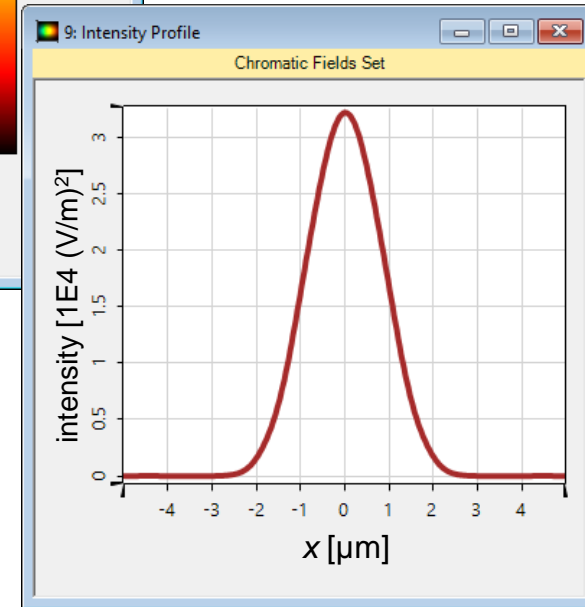 9: Intensity Profile
Chromatic Fields Set
intensity [1E4 (V/m)²]
3
2.5
2
1.5
1
0.5
0
-4 -3 -2 -1 0 1 2 3 4
x [µm]